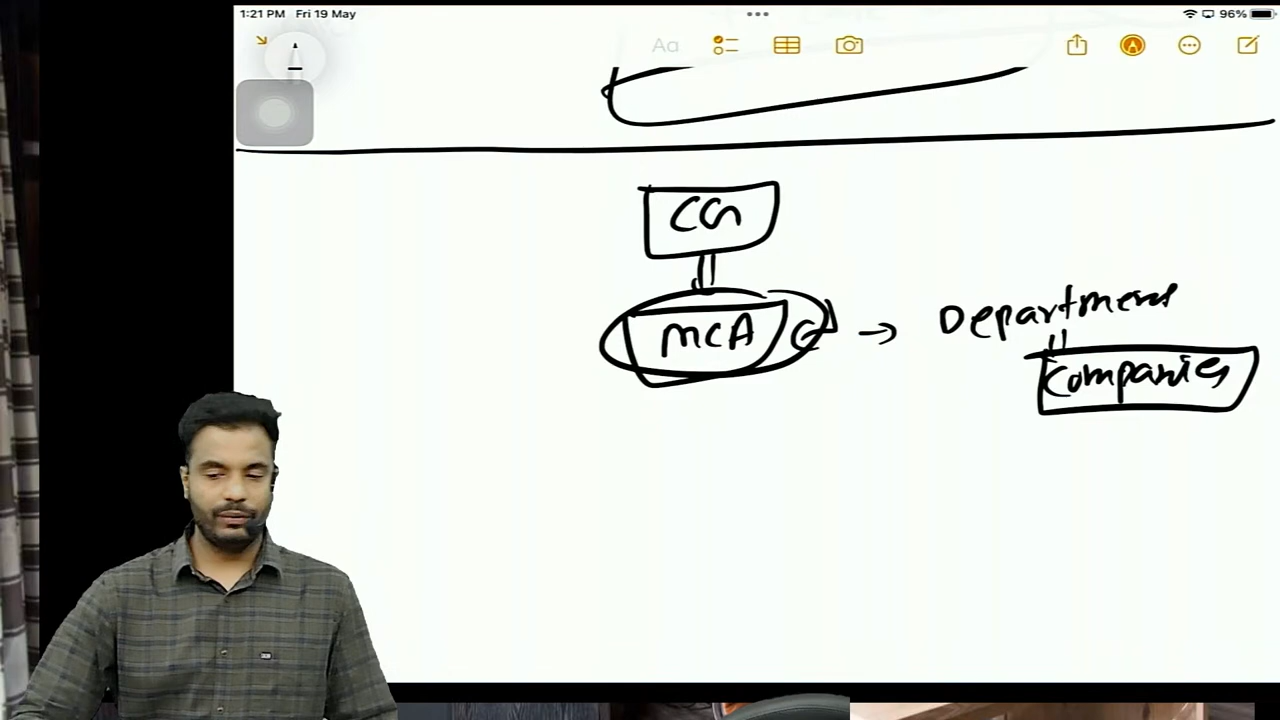 1:21 PM Fri 19 May
96%
Aa
CG
MCA
→ Department
Companies